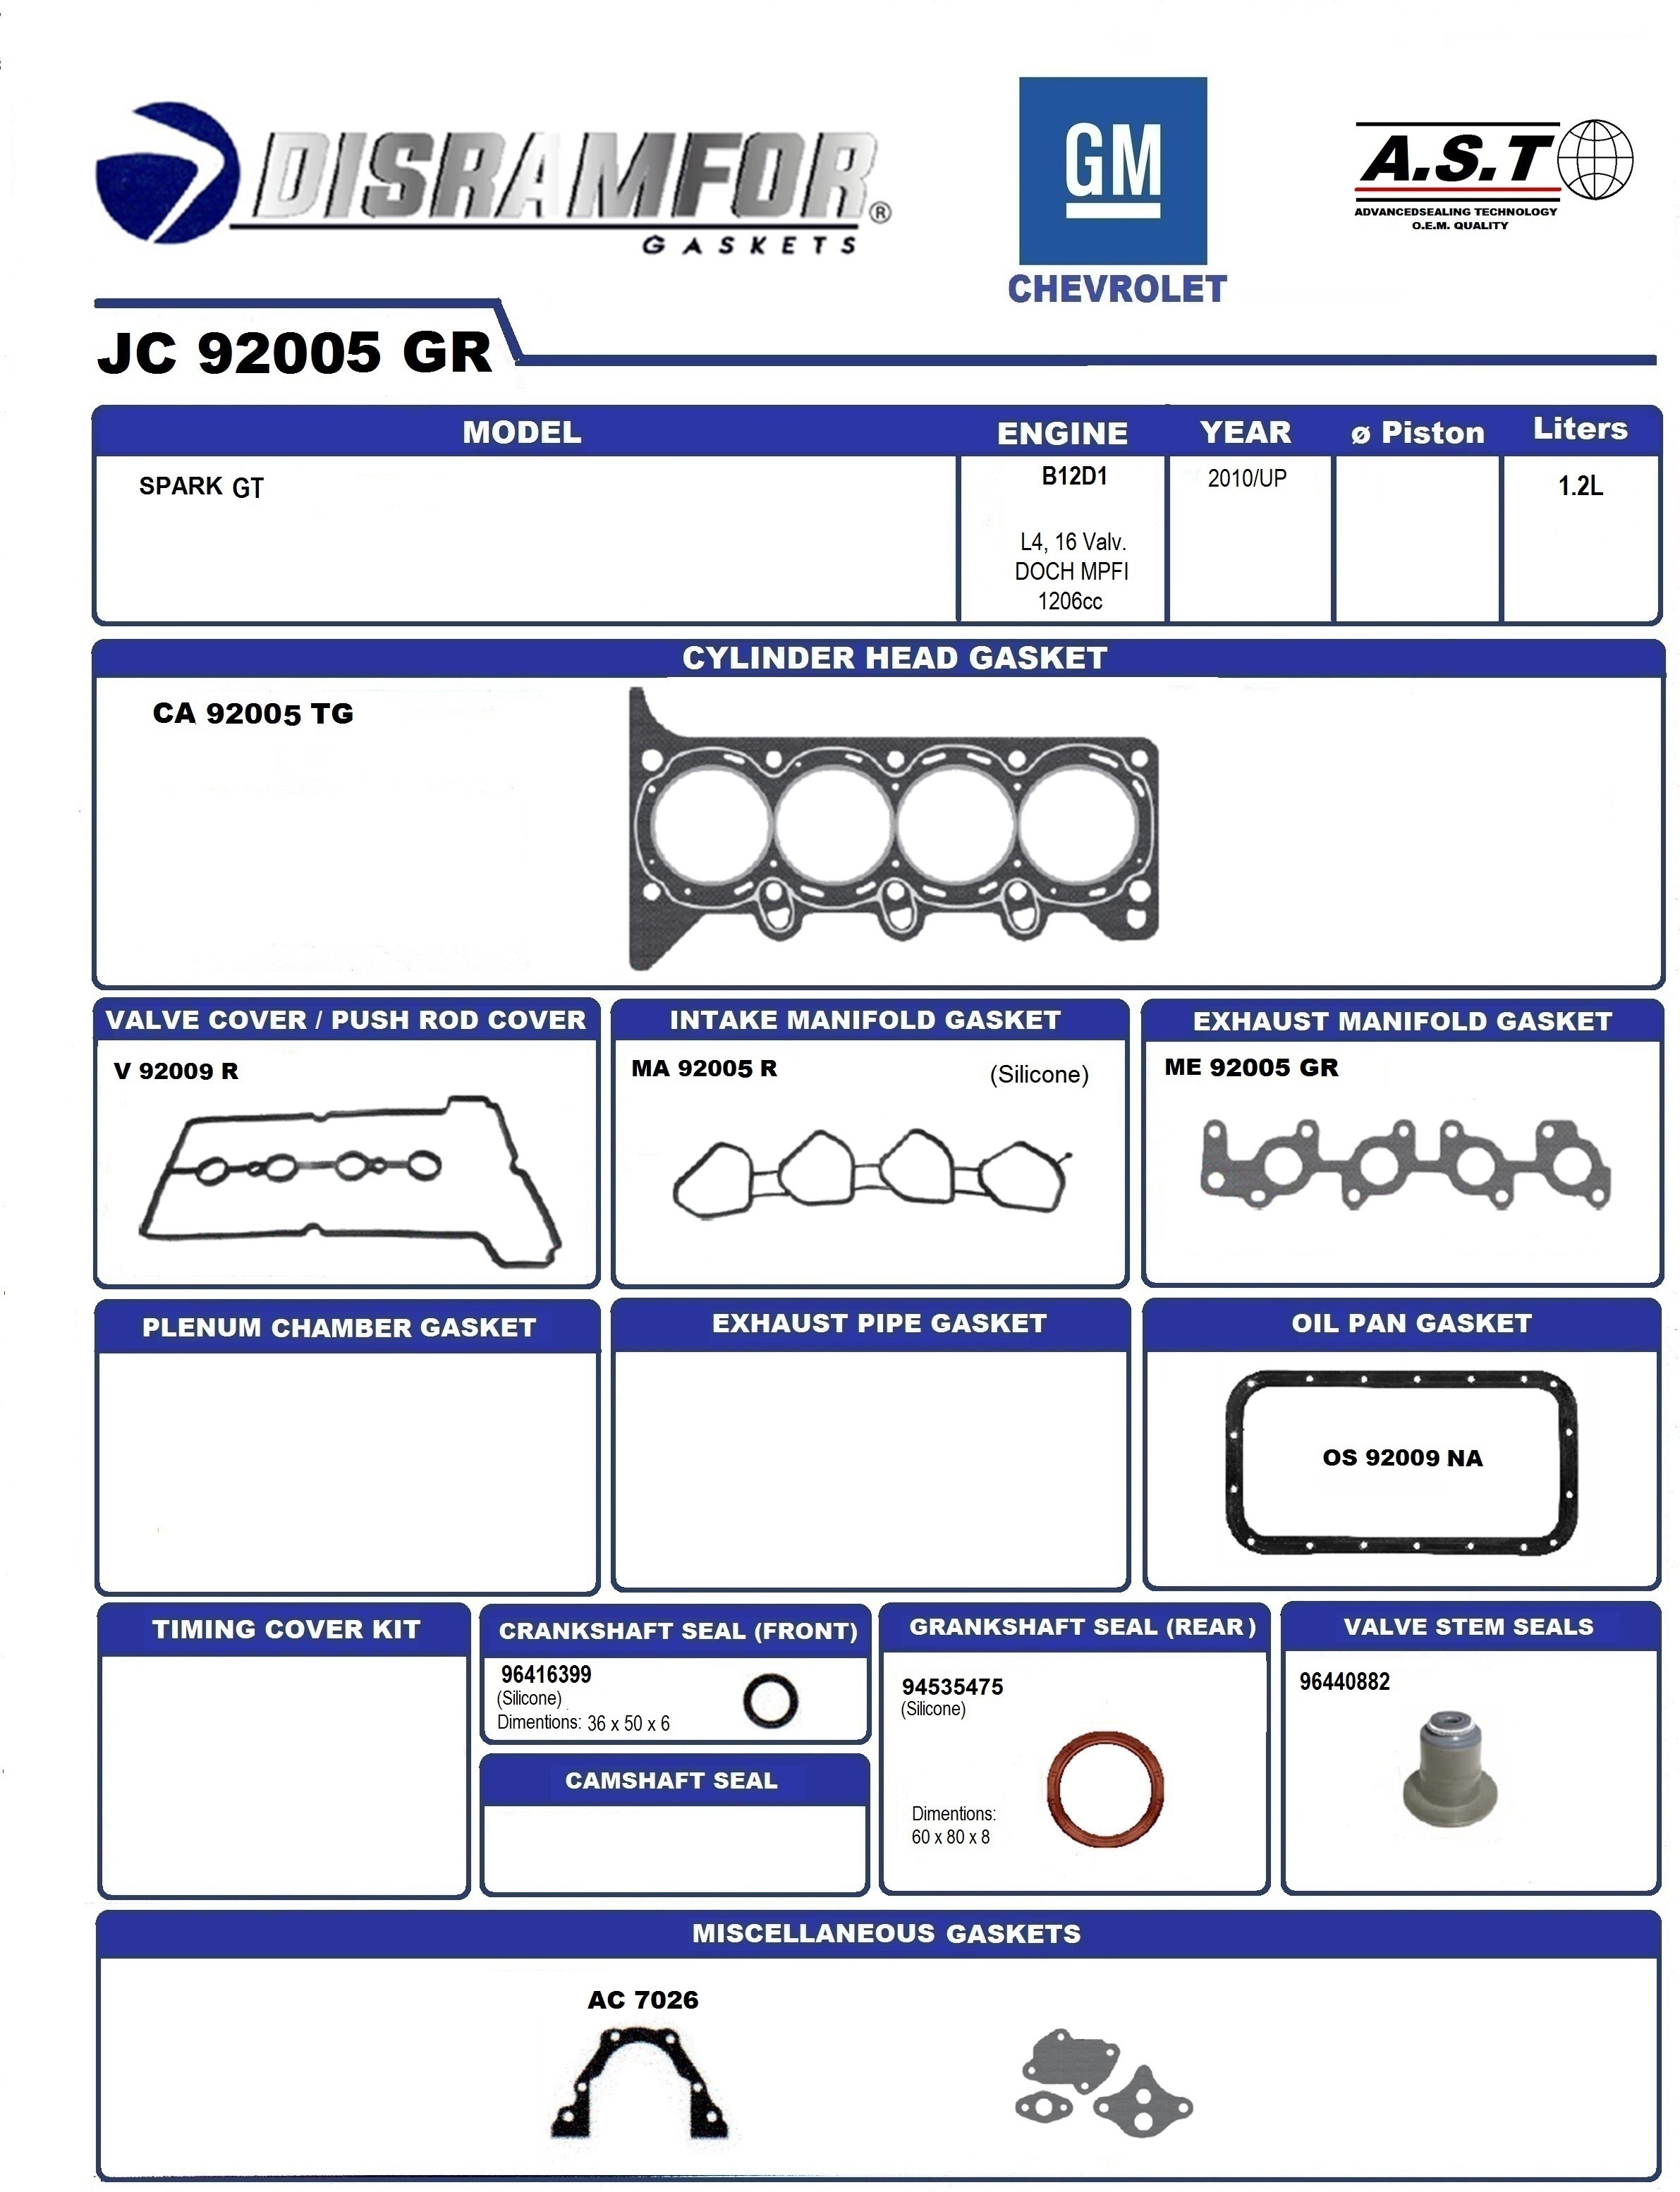 DISRAMFOR®
GASKETS
GM
CHEVROLET
A.S.T
ADVANCEDSEALING TECHNOLOGY
O.E.M. QUALITY
JC 92005 GR
MODEL ENGINE YEAR ø Piston Liters
SPARK GT B12D1 2010/UP 1.2L
L4, 16 Valv.
DOCH MPFI
1206cc
CYLINDER HEAD GASKET
CA 92005 TG
VALVE COVER / PUSH ROD COVER
V 92009 R
INTAKE MANIFOLD GASKET
MA 92005 R (Silicone)
EXHAUST MANIFOLD GASKET
ME 92005 GR
PLENUM CHAMBER GASKET
EXHAUST PIPE GASKET
OIL PAN GASKET
OS 92009 NA
TIMING COVER KIT
CRANKSHAFT SEAL (FRONT)
96416399
(Silicone)
Dimentions: 36 x 50 x 6
CAMSHAFT SEAL
GRANKSHAFT SEAL (REAR)
94535475
(Silicone)
Dimentions:
60 x 80 x 8
VALVE STEM SEALS
96440882
MISCELLANEOUS GASKETS
AC 7026